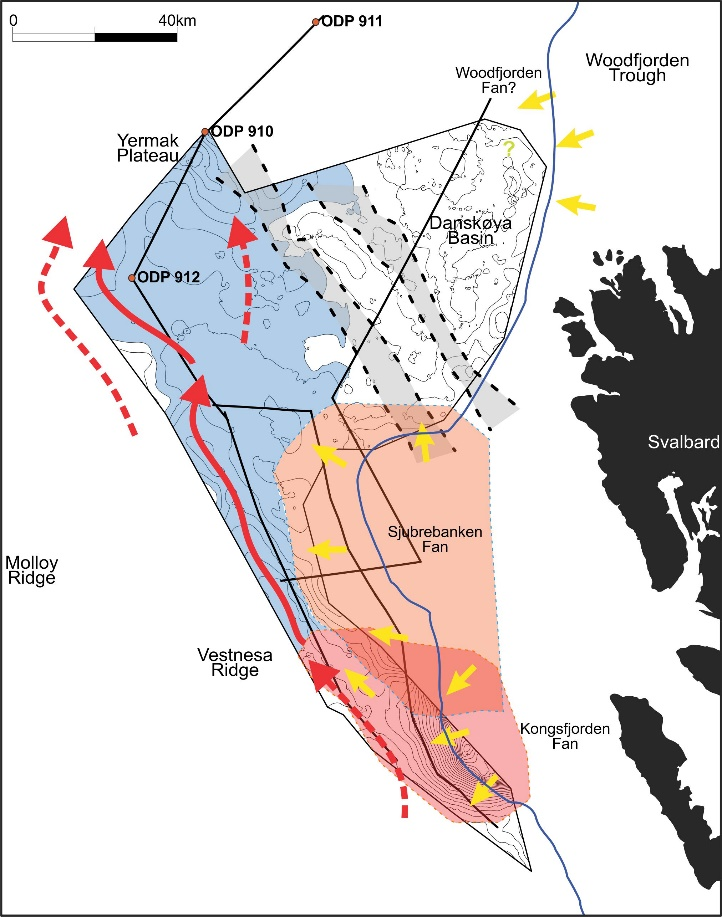 0 40km
ODP 911
Woodfjorden
Trough
Woodfjorden
Fan?
ODP 910
Yermak
Plateau
?
Danskøya
Basin
ODP 912
Svalbard
Sjubrebanken
Fan
Molloy
Ridge
Vestnesa
Ridge
Kongsfjorden
Fan